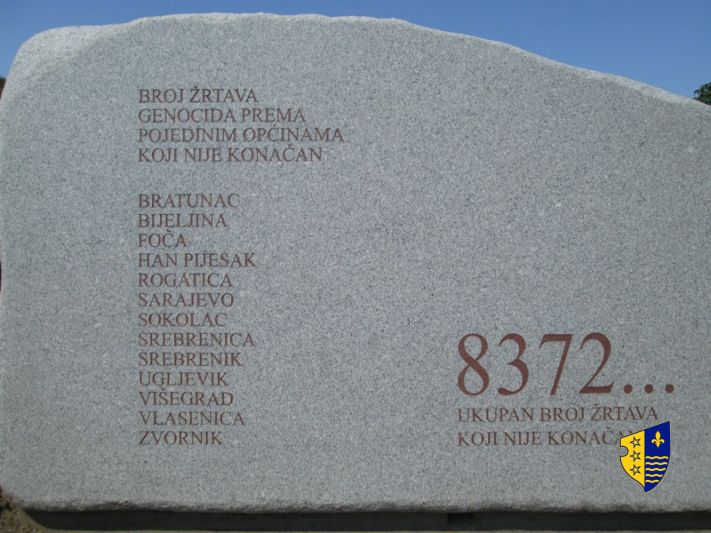 BROJ ŽRTAVA
GENOCIDA PREMA
POJEDINIM OPĆINAMA
KOJI NIJE KONAČAN
BRATUNAC
BIJELJINA
FOČA
HAN PIJESAK
ROGATICA
SARAJEVO
SOKOLAC
SREBRENICA
SREBRENIK
UGLJEVIK
VIŠEGRAD
VLASENICA
ZVORNIK
8372...
UKUPAN BROJ ŽRTAVA
KOJI NIJE KONAČAN